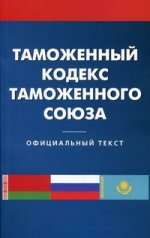 ТАМОЖЕННЫЙ
КОДЕКС
ТАМОЖЕННОГО
СОЮЗА
ОФИЦИАЛЬНЫЙ ТЕКСТ